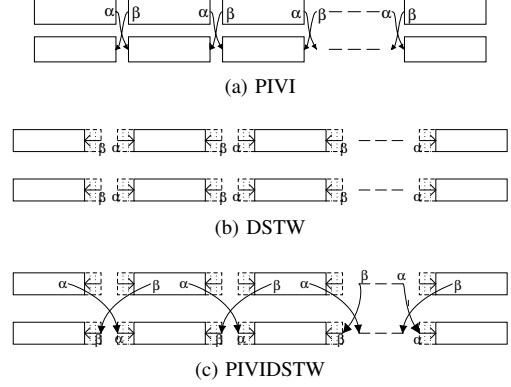 α β α β α β α β
(a) PIVI
β α β α β α
β α β α β α
(b) DSTW
α β α β α β α β
β α β α β α
(c) PIVIDSTW